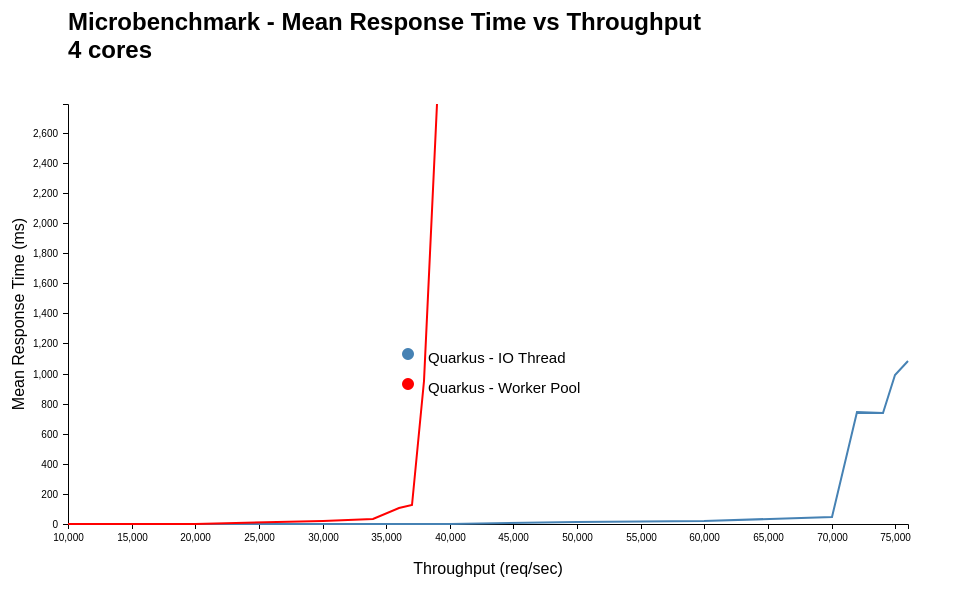 Microbenchmark - Mean Response Time vs Throughput
4 cores
2,600
2,400
2,200
2,000
1,800
1,600
1,400
1,200
1,000
800
600
400
200
0
Mean Response Time (ms)
Quarkus - IO Thread
Quarkus - Worker Pool
10,000 15,000 20,000 25,000 30,000 35,000 40,000 45,000 50,000 55,000 60,000 65,000 70,000 75,000
Throughput (req/sec)